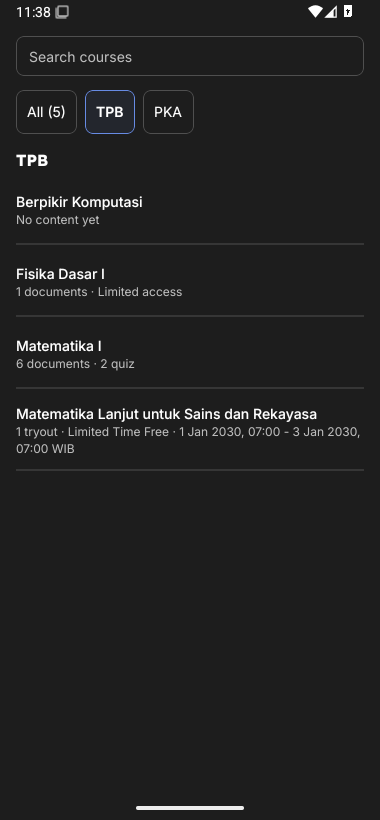 11:38
Search courses
All (5)
TPB
PKA
TPB
Berpikir Komputasi
No content yet
Fisika Dasar I
1 documents · Limited access
Matematika I
6 documents · 2 quiz
Matematika Lanjut untuk Sains dan Rekayasa
1 tryout · Limited Time Free · 1 Jan 2030, 07:00 - 3 Jan 2030,
07:00 WIB